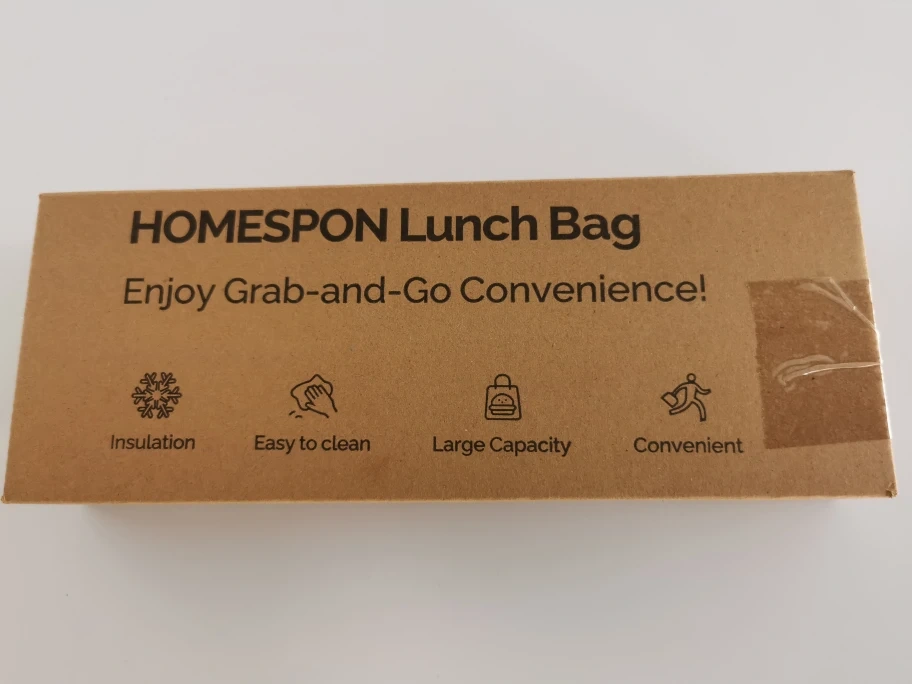 HOMESPON Lunch Bag
Enjoy Grab-and-Go Convenience!
Insulation Easy to clean Large Capacity Convenient